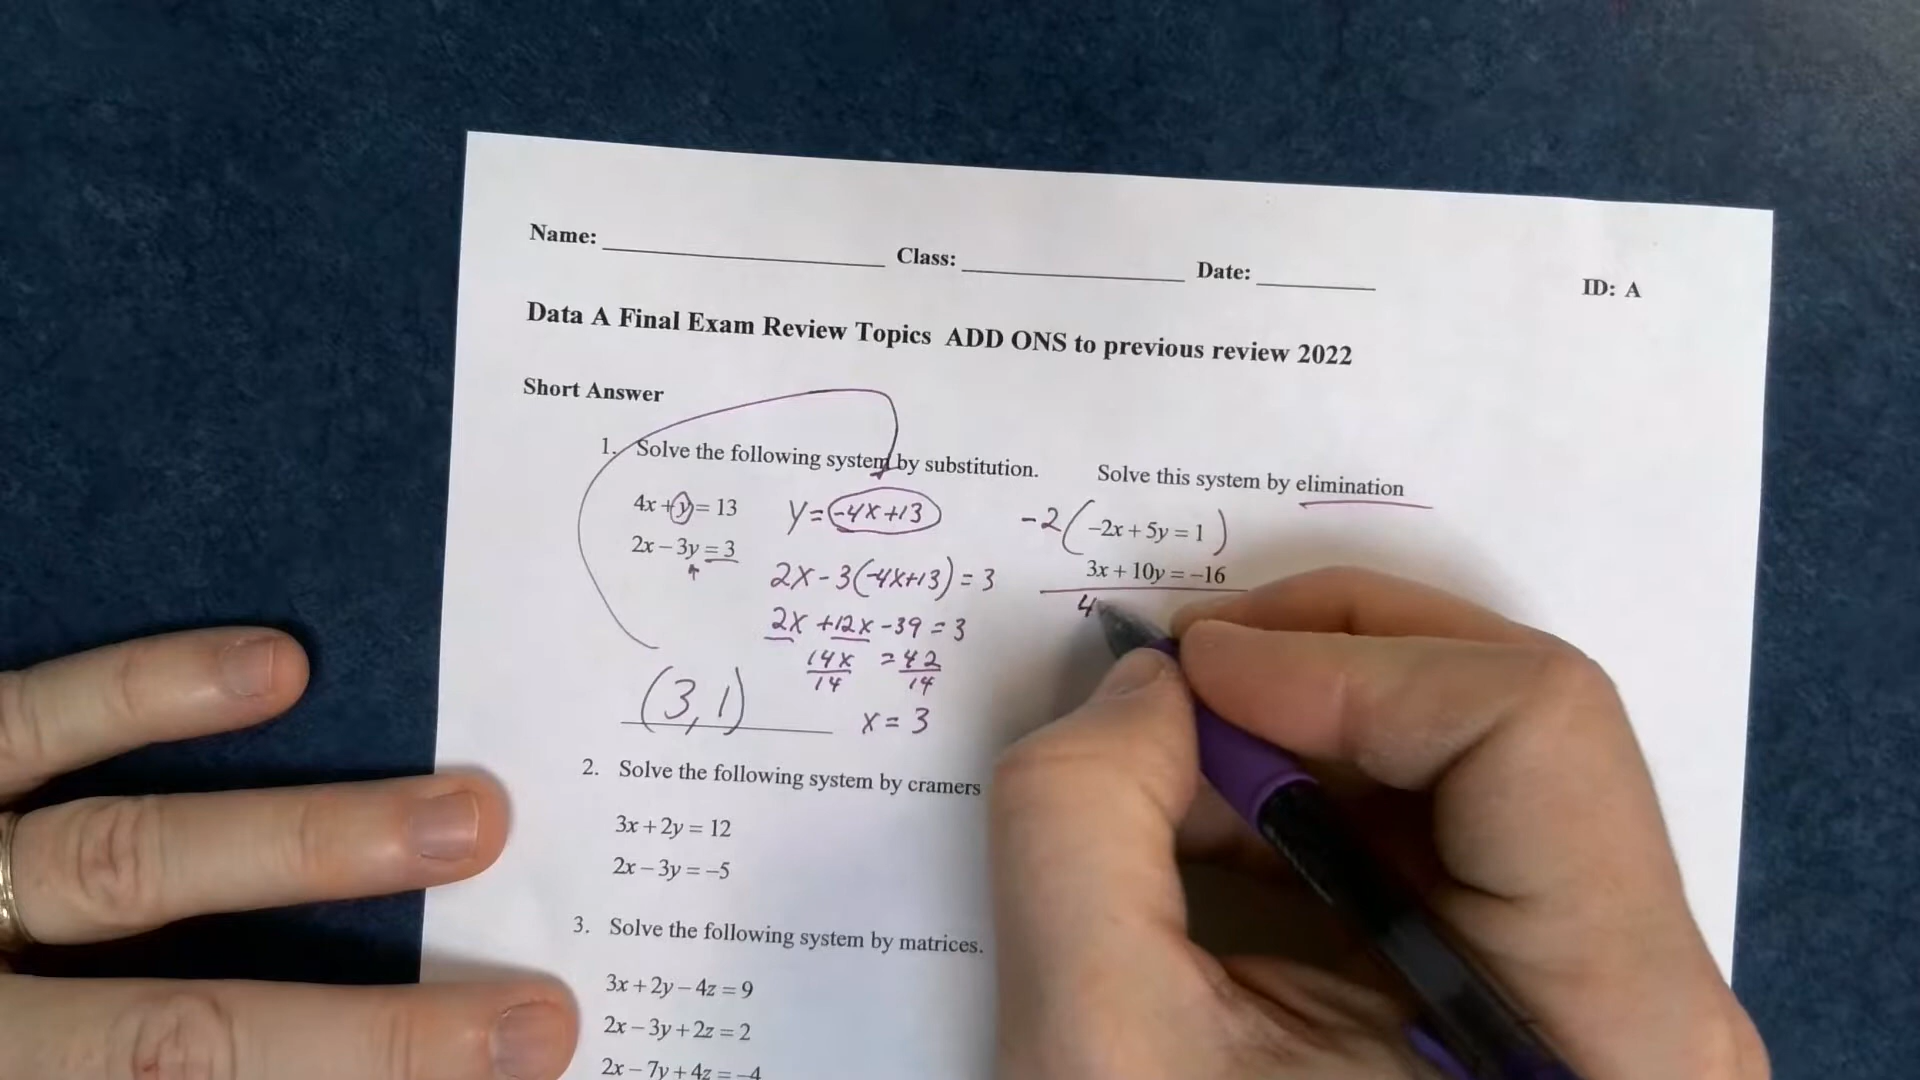 Name: Class: Date: ID: A
Data A Final Exam Review Topics ADD ONS to previous review 2022
Short Answer
1. Solve the following system by substitution.
4x + y = 13
2x – 3y = 3
y = -4x+13
2x - 3(-4x+13) = 3
2x +12x -39 = 3
14x = 42
14 14
x = 3
(3,1)
Solve this system by elimination
-2(–2x + 5y = 1)
3x + 10y = –16
4
2. Solve the following system by cramers
3x + 2y = 12
2x – 3y = –5
3. Solve the following system by matrices.
3x + 2y – 4z = 9
2x – 3y + 2z = 2
2x – 7y + 4z = –4